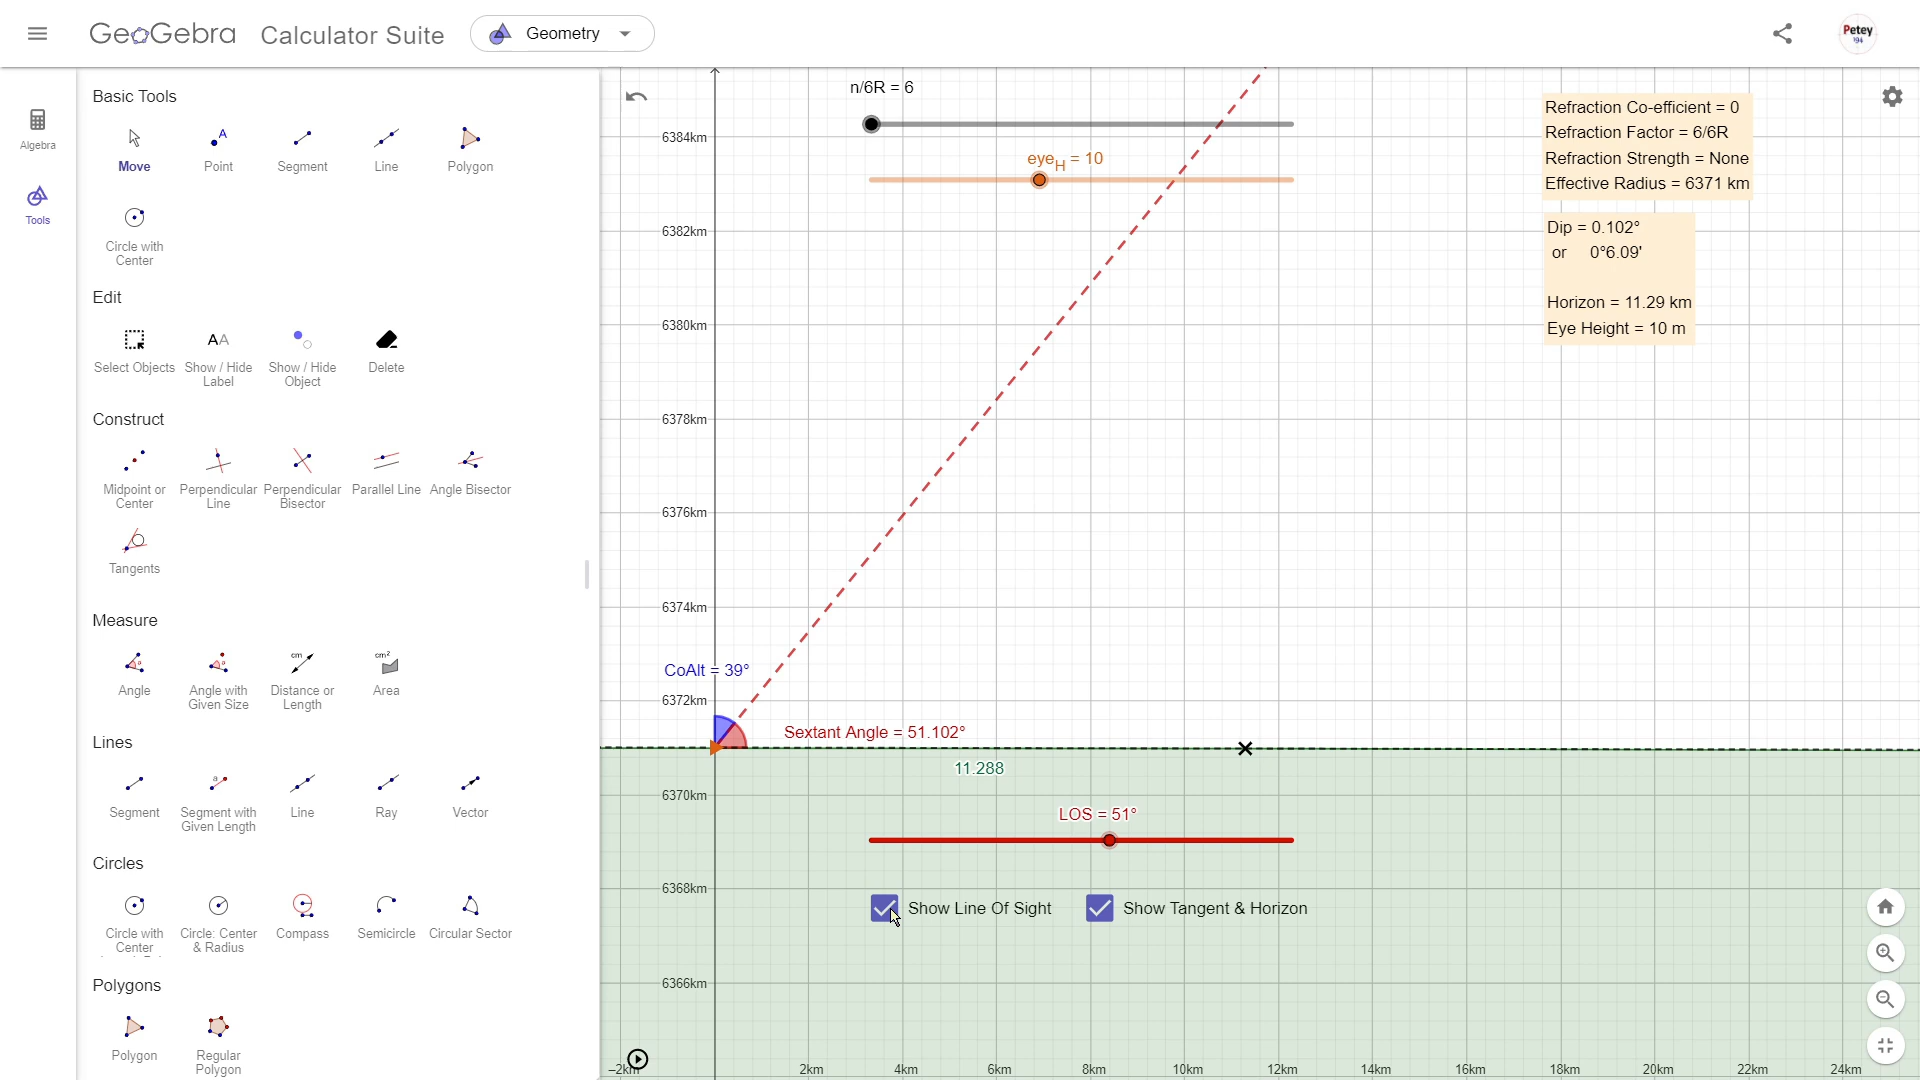 GeoGebra Calculator Suite Geometry
Petey
194
Algebra
Tools
Basic Tools
Move Point Segment Line Polygon
Circle with
Center
Edit
Select Objects Show / Hide Label Show / Hide Object Delete
Construct
Midpoint or Center Perpendicular Line Perpendicular Bisector Parallel Line Angle Bisector
Tangents
Measure
Angle Angle with Given Size Distance or Length Area
cm cm²
Lines
Segment Segment with Given Length Line Ray Vector
Circles
Circle with Center Circle: Center & Radius Compass Semicircle Circular Sector
Polygons
Polygon Regular Polygon
n/6R = 6
eyeH = 10
6384km
6382km
6380km
6378km
6376km
6374km
6372km
6370km
6368km
6366km
CoAlt = 39°
Sextant Angle = 51.102°
11.288
LOS = 51°
Show Line Of Sight Show Tangent & Horizon
-2km 2km 4km 6km 8km 10km 12km 14km 16km 18km 20km 22km 24km
Refraction Co-efficient = 0
Refraction Factor = 6/6R
Refraction Strength = None
Effective Radius = 6371 km
Dip = 0.102°
or 0°6.09'
Horizon = 11.29 km
Eye Height = 10 m